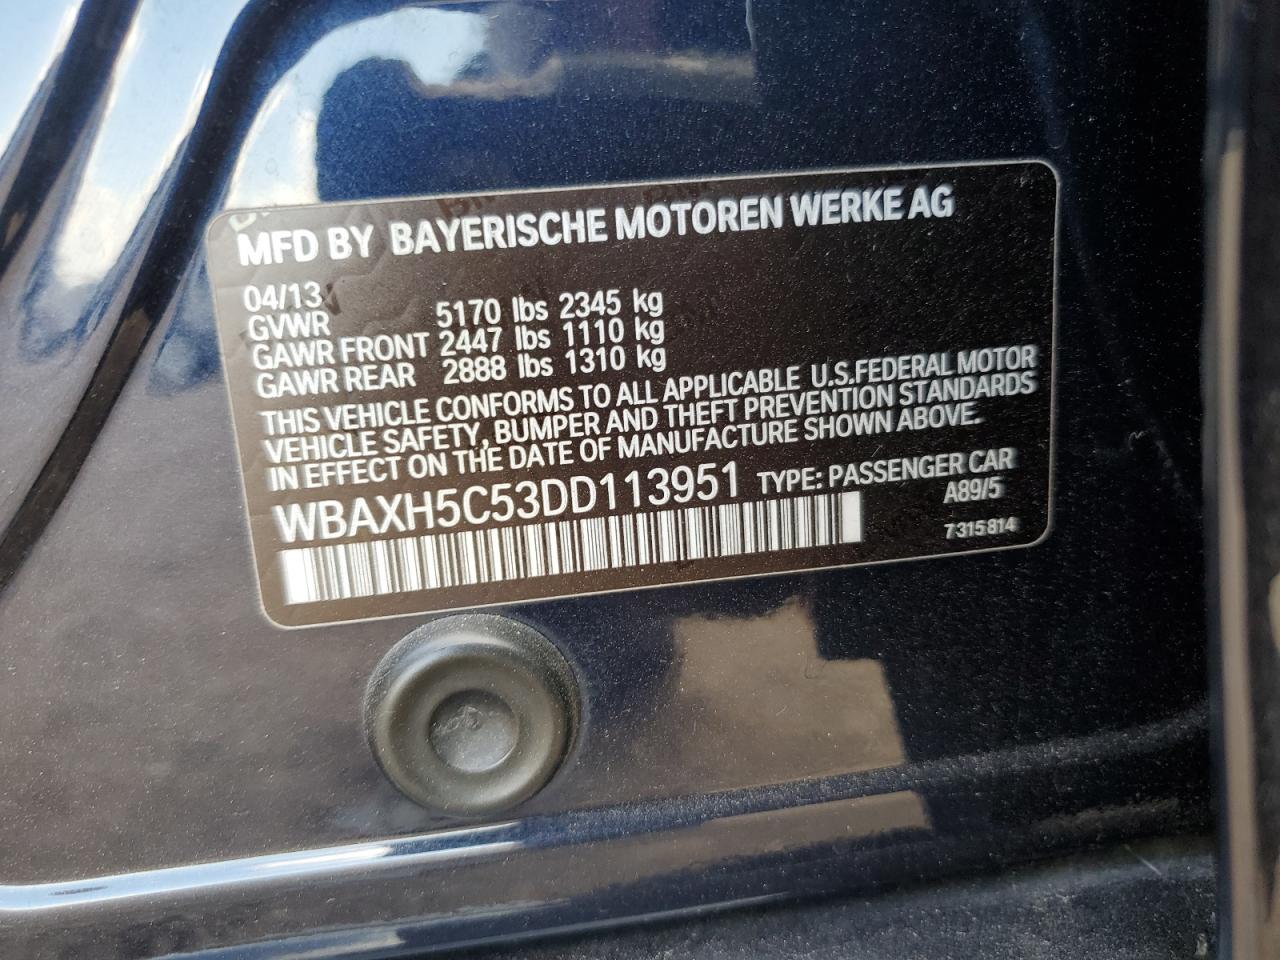 MFD BY BAYERISCHE MOTOREN WERKE AG
04/13
GVWR 5170 lbs 2345 kg
GAWR FRONT 2447 lbs 1110 kg
GAWR REAR 2888 lbs 1310 kg
THIS VEHICLE CONFORMS TO ALL APPLICABLE U.S.FEDERAL MOTOR
VEHICLE SAFETY, BUMPER AND THEFT PREVENTION STANDARDS
IN EFFECT ON THE DATE OF MANUFACTURE SHOWN ABOVE.
WBAXH5C53DD113951 TYPE: PASSENGER CAR
A89/5
7315814